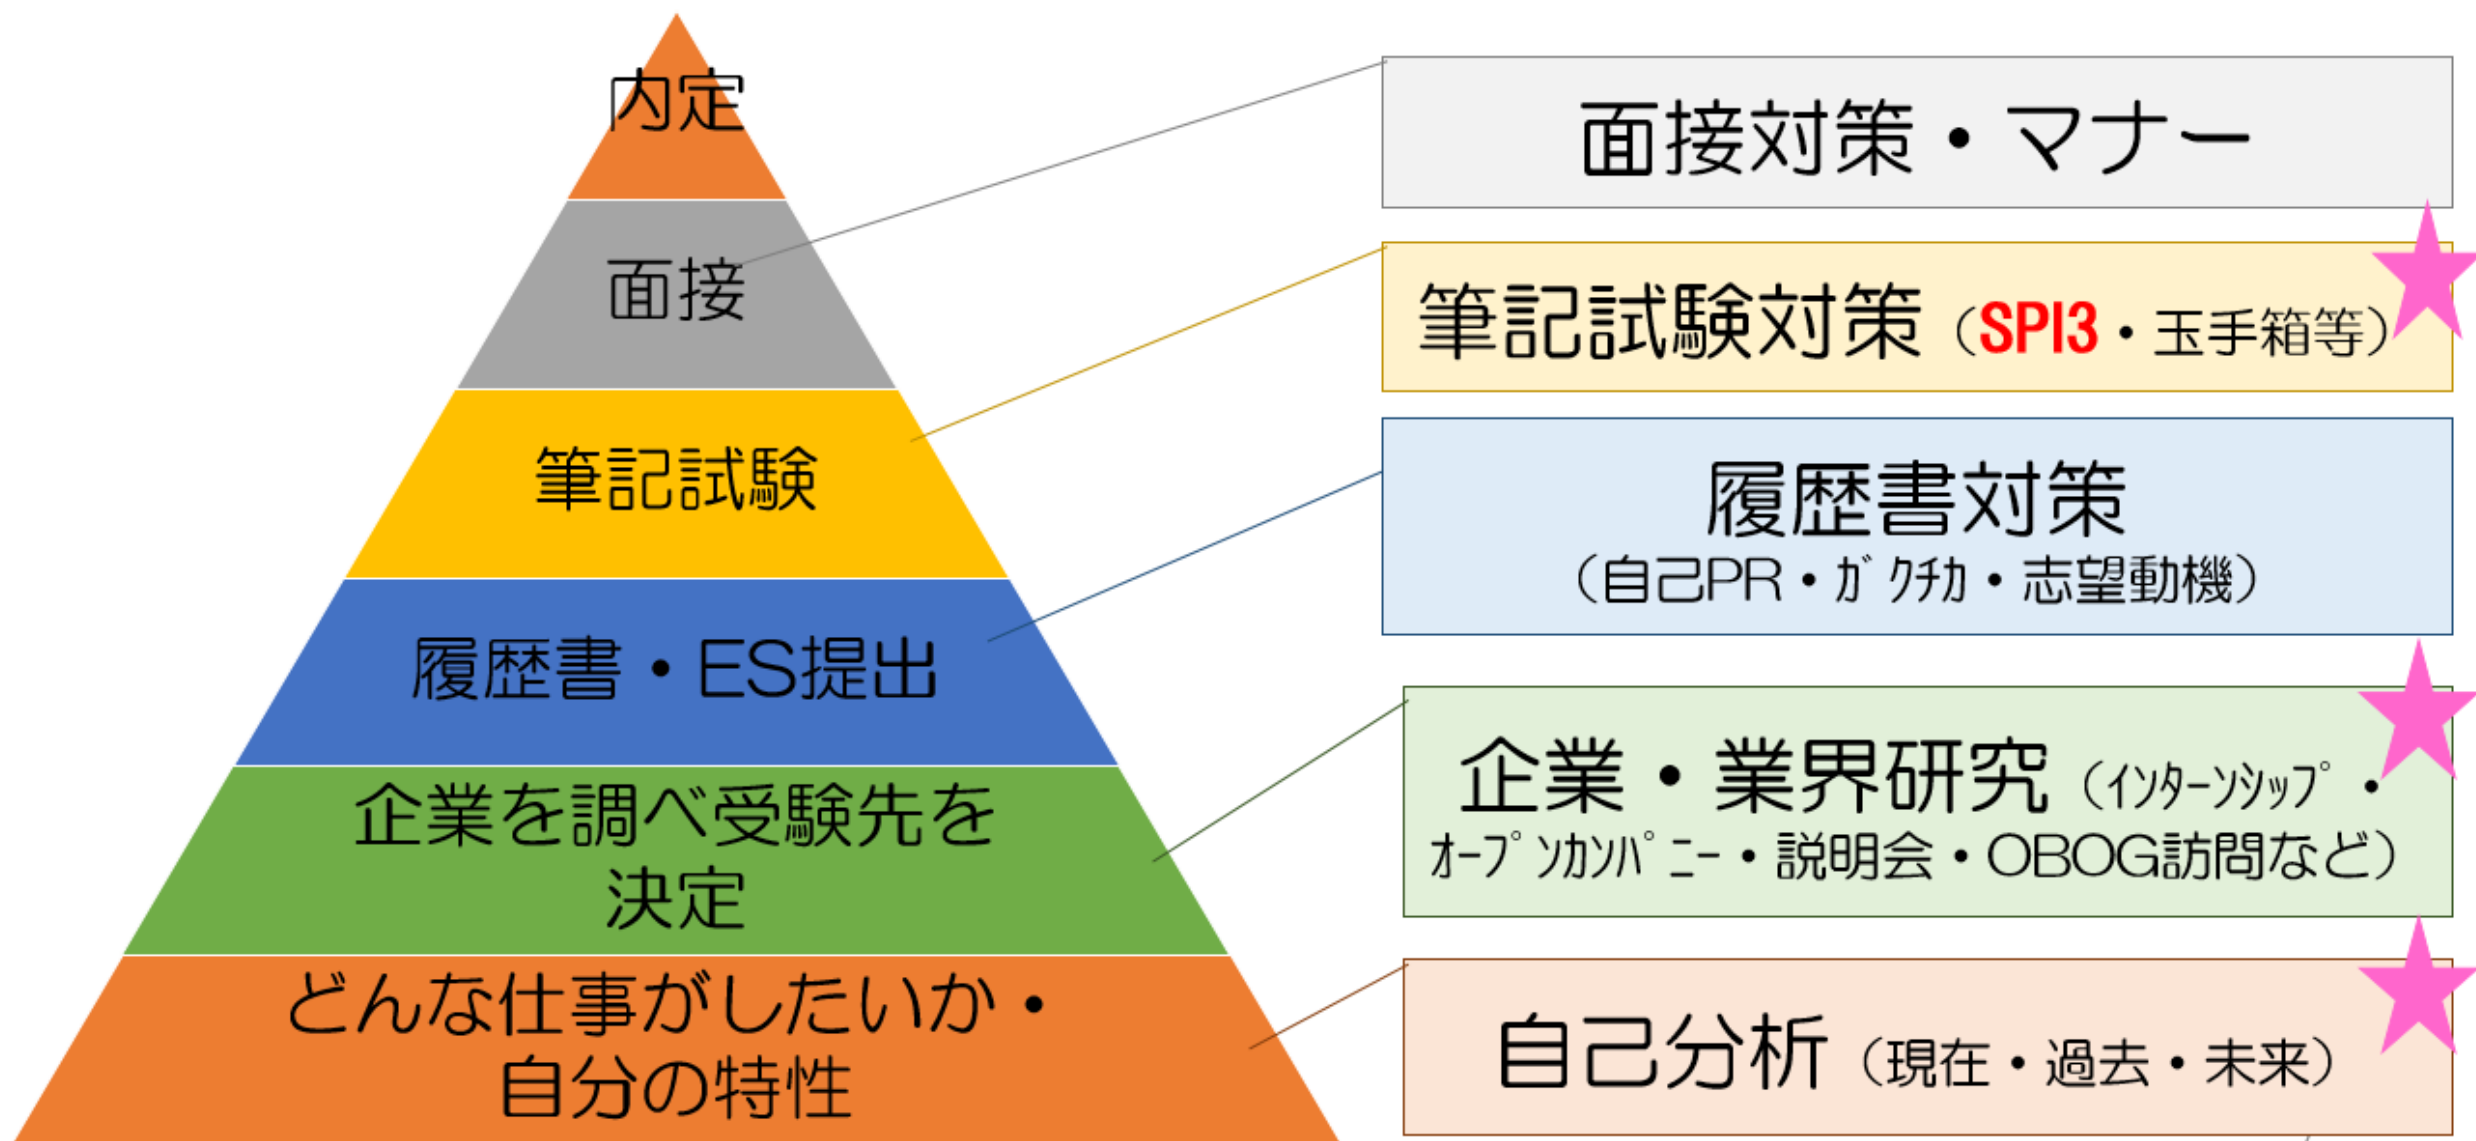 内定
面接
筆記試験
履歴書・ES提出
企業を調べ受験先を
決定
どんな仕事がしたいか・
自分の特性
面接対策・マナー
筆記試験対策（SPI3・玉手箱等）
履歴書対策
（自己PR・ｶﾞｸﾁｶ・志望動機）
企業・業界研究（ｲﾝﾀｰﾝｼｯﾌﾟ・
ｵｰﾌﾟﾝｶﾝﾊﾟﾆｰ・説明会・OBOG訪問など）
自己分析（現在・過去・未来）